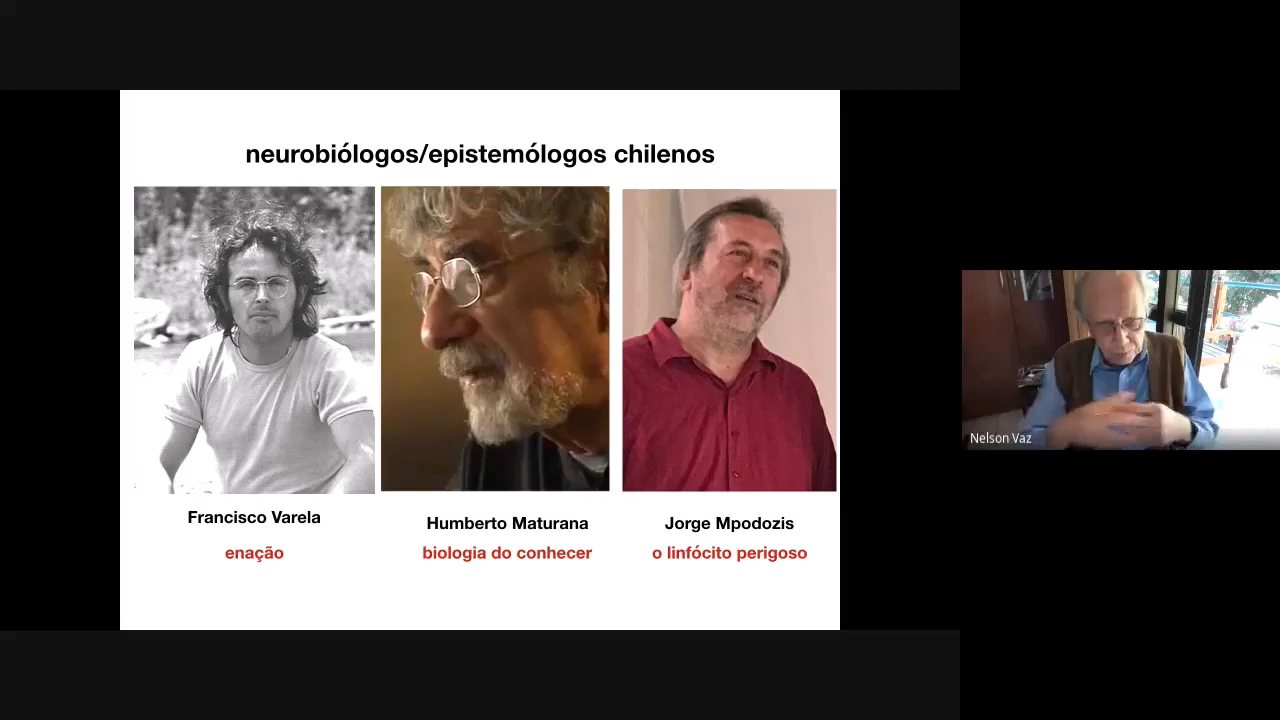 neurobiólogos/epistemólogos chilenos
Francisco Varela
enação
Humberto Maturana
biologia do conhecer
Jorge Mpodozis
o linfócito perigoso
Nelson Vaz